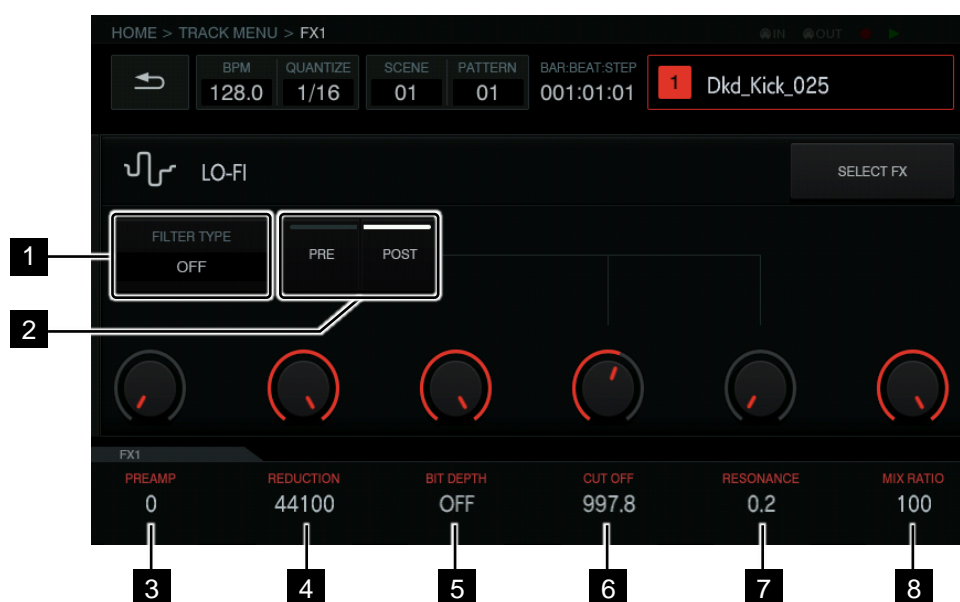 HOME > TRACK MENU > FX1
IN OUT
BPM QUANTIZE SCENE PATTERN BAR:BEAT:STEP
128.0 1/16 01 01 001:01:01 1 Dkd_Kick_025
LO-FI SELECT FX
FILTER TYPE
OFF
PRE POST
1
2
FX1
PREAMP REDUCTION BIT DEPTH CUT OFF RESONANCE MIX RATIO
0 44100 OFF 997.8 0.2 100
3 4 5 6 7 8